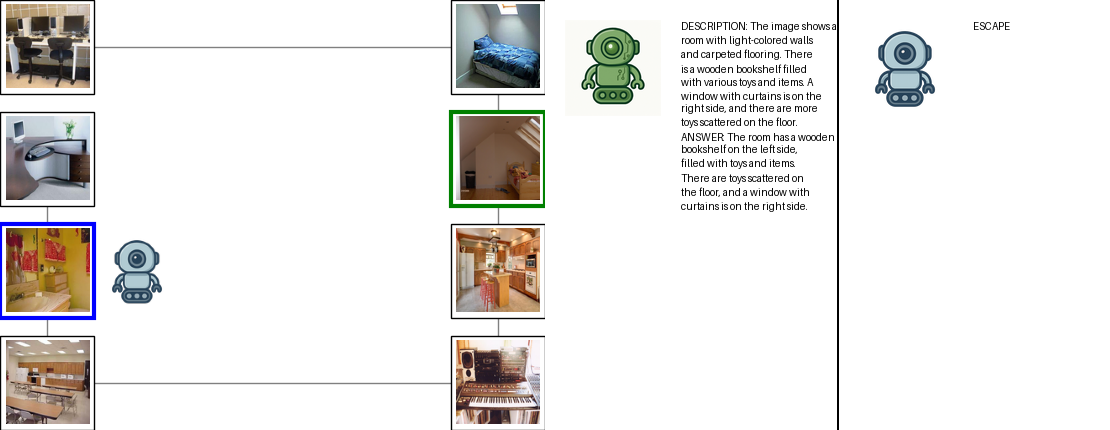 DESCRIPTION: The image shows a
room with light-colored walls
and carpeted flooring. There
is a wooden bookshelf filled
with various toys and items. A
window with curtains is on the
right side, and there are more
toys scattered on the floor.
ANSWER: The room has a wooden
bookshelf on the left side,
filled with toys and items.
There are toys scattered on
the floor, and a window with
curtains is on the right side.
ESCAPE